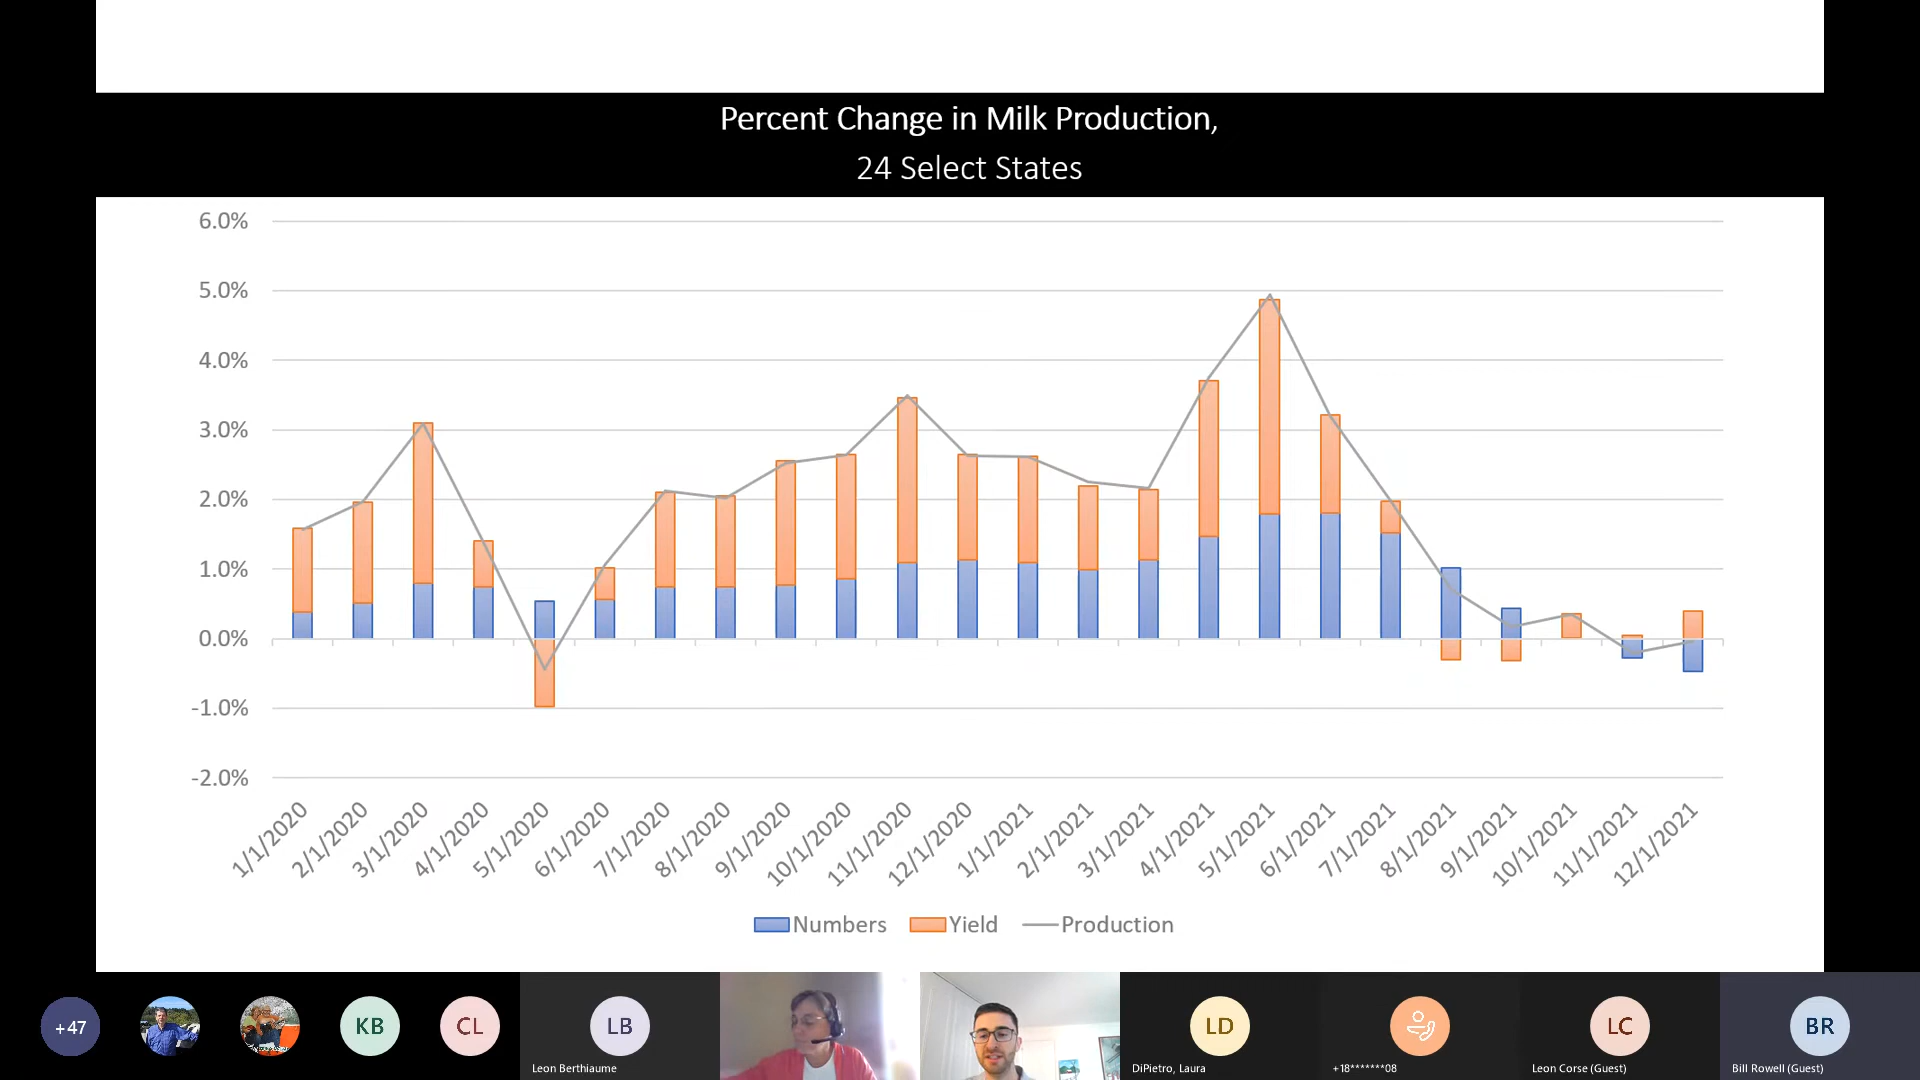 Percent Change in Milk Production,
24 Select States
6.0%
5.0%
4.0%
3.0%
2.0%
1.0%
0.0%
-1.0%
-2.0%
1/1/2020
2/1/2020
3/1/2020
4/1/2020
5/1/2020
6/1/2020
7/1/2020
8/1/2020
9/1/2020
10/1/2020
11/1/2020
12/1/2020
1/1/2021
2/1/2021
3/1/2021
4/1/2021
5/1/2021
6/1/2021
7/1/2021
8/1/2021
9/1/2021
10/1/2021
11/1/2021
12/1/2021
Numbers Yield Production
+47
KB
CL
LB
Leon Berthiaume
LD
DiPietro, Laura
+18*******08
LC
Leon Corse (Guest)
BR
Bill Rowell (Guest)